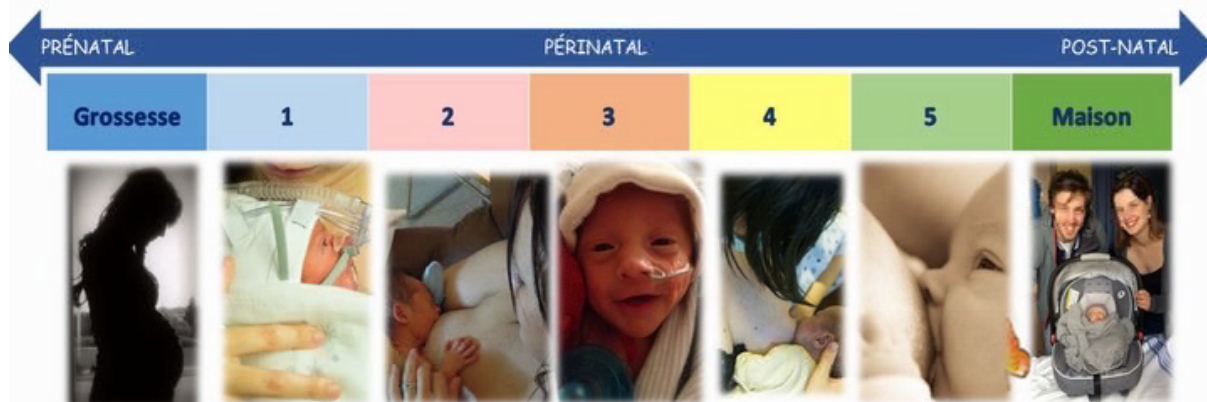 PRÉNATAL PÉRINATAL POST-NATAL
Grossesse 1 2 3 4 5 Maison